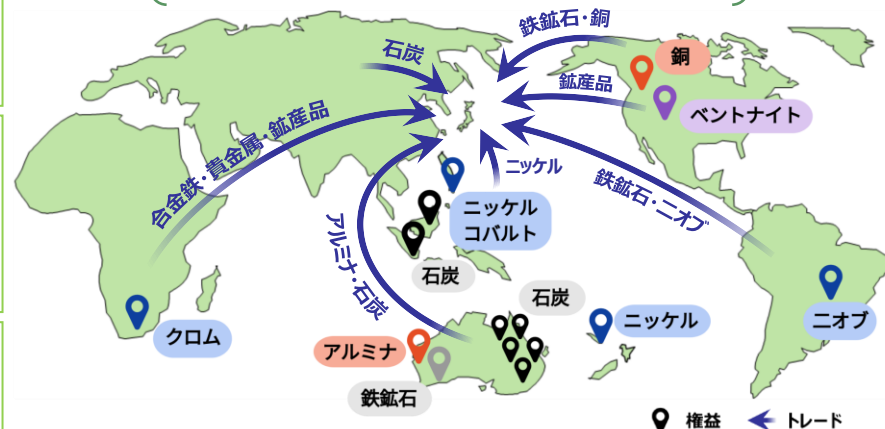 鉄鉱石・銅
石炭
銅
鉱産品
ベントナイト
合金鉄・貴金属・鉱産品
ニッケル
鉄鉱石・ニオブ
ニッケル
コバルト
アルミナ・石炭
石炭
石炭
クロム
アルミナ
鉄鉱石
ニッケル
ニオブ
権益
トレード